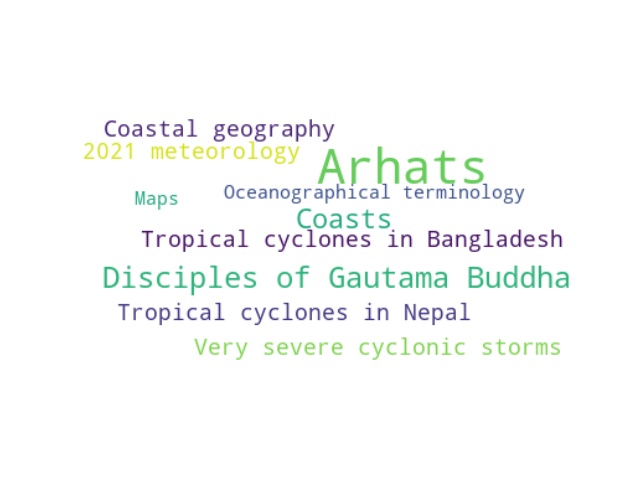 Coastal geography
2021 meteorology
Arhats
Maps
Oceanographical terminology
Coasts
Tropical cyclones in Bangladesh
Disciples of Gautama Buddha
Tropical cyclones in Nepal
Very severe cyclonic storms